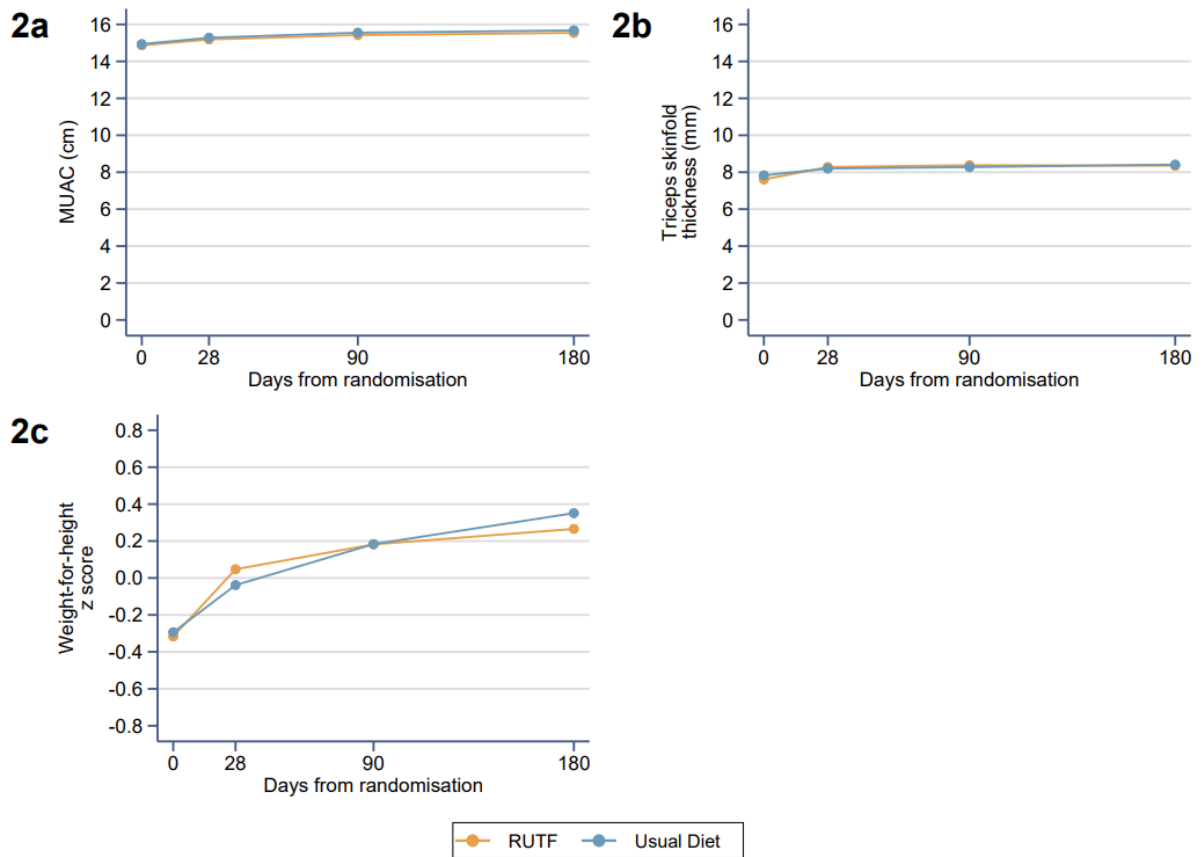 2a
MUAC (cm)
16
14
12
10
8
6
4
2
0
0 28 90 180
Days from randomisation
2b
Triceps skinfold
thickness (mm)
16
14
12
10
8
6
4
2
0
0 28 90 180
Days from randomisation
2c
Weight-for-height
z score
0.8
0.6
0.4
0.2
0.0
-0.2
-0.4
-0.6
-0.8
0 28 90 180
Days from randomisation
RUTF Usual Diet